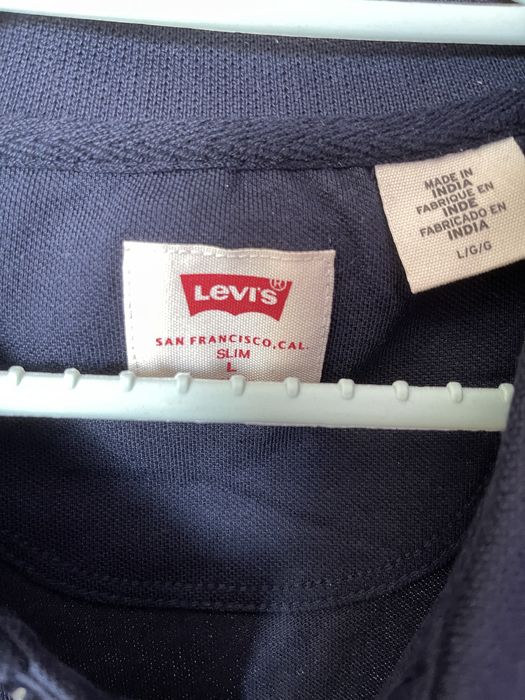 MADE IN
INDIA
FABRIQUE EN
INDE
FABRICADO EN
INDIA
L/G/G
Levi's®
SAN FRANCISCO, CAL.
SLIM
L